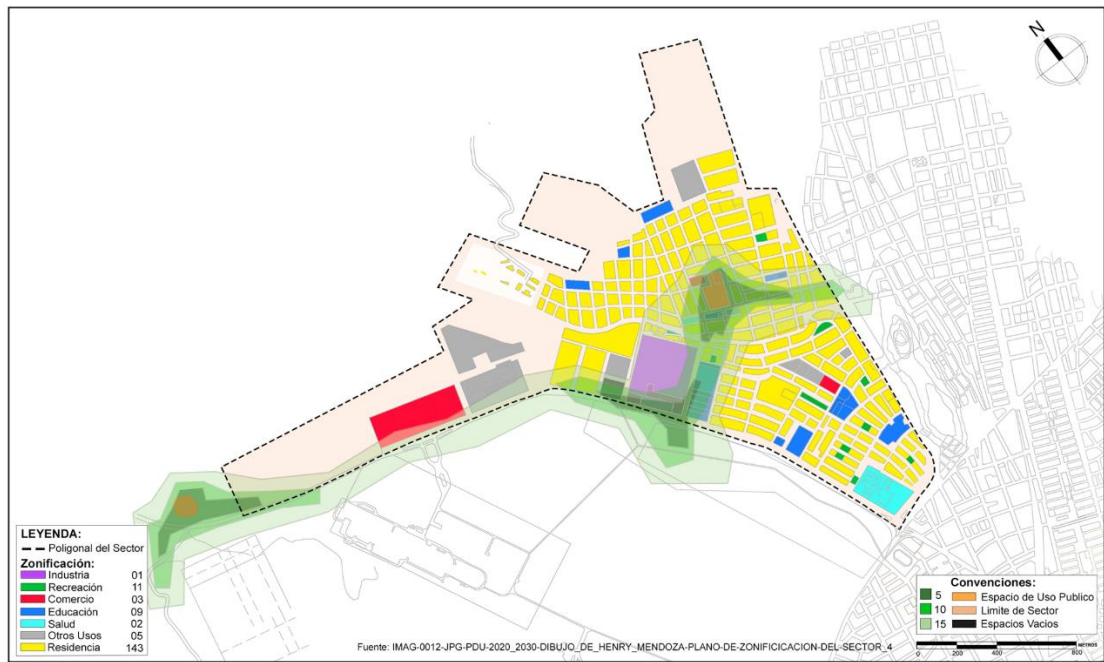 N
LEYENDA:
Poligonal del Sector
Zonificación:
Industria 01
Recreación 11
Comercio 03
Educación 09
Salud 02
Otros Usos 05
Residencia 143
Fuente: IMAG-0012-JPG-PDU-2020_2030-DIBUJO_DE_HENRY_MENDOZA-PLANO-DE-ZONIFICICACION-DEL-SECTOR_4
Convenciones:
5 Espacio de Uso Publico
10 Limite de Sector
15 Espacios Vacios
METROS
0 200 400 800